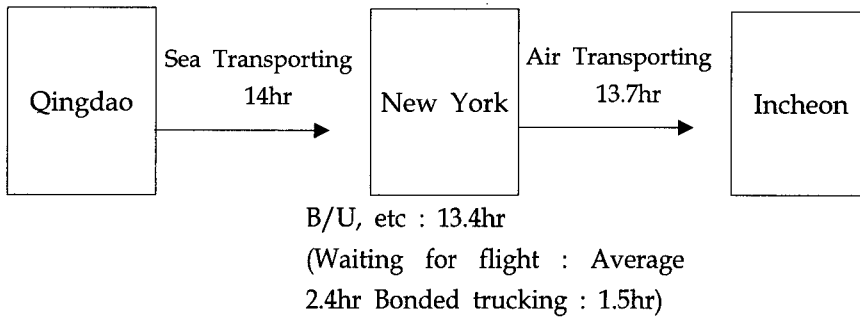 Qingdao
Sea Transporting
14hr
New York
Air Transporting
13.7hr
Incheon
B/U, etc : 13.4hr
(Waiting for flight : Average
2.4hr Bonded trucking : 1.5hr)